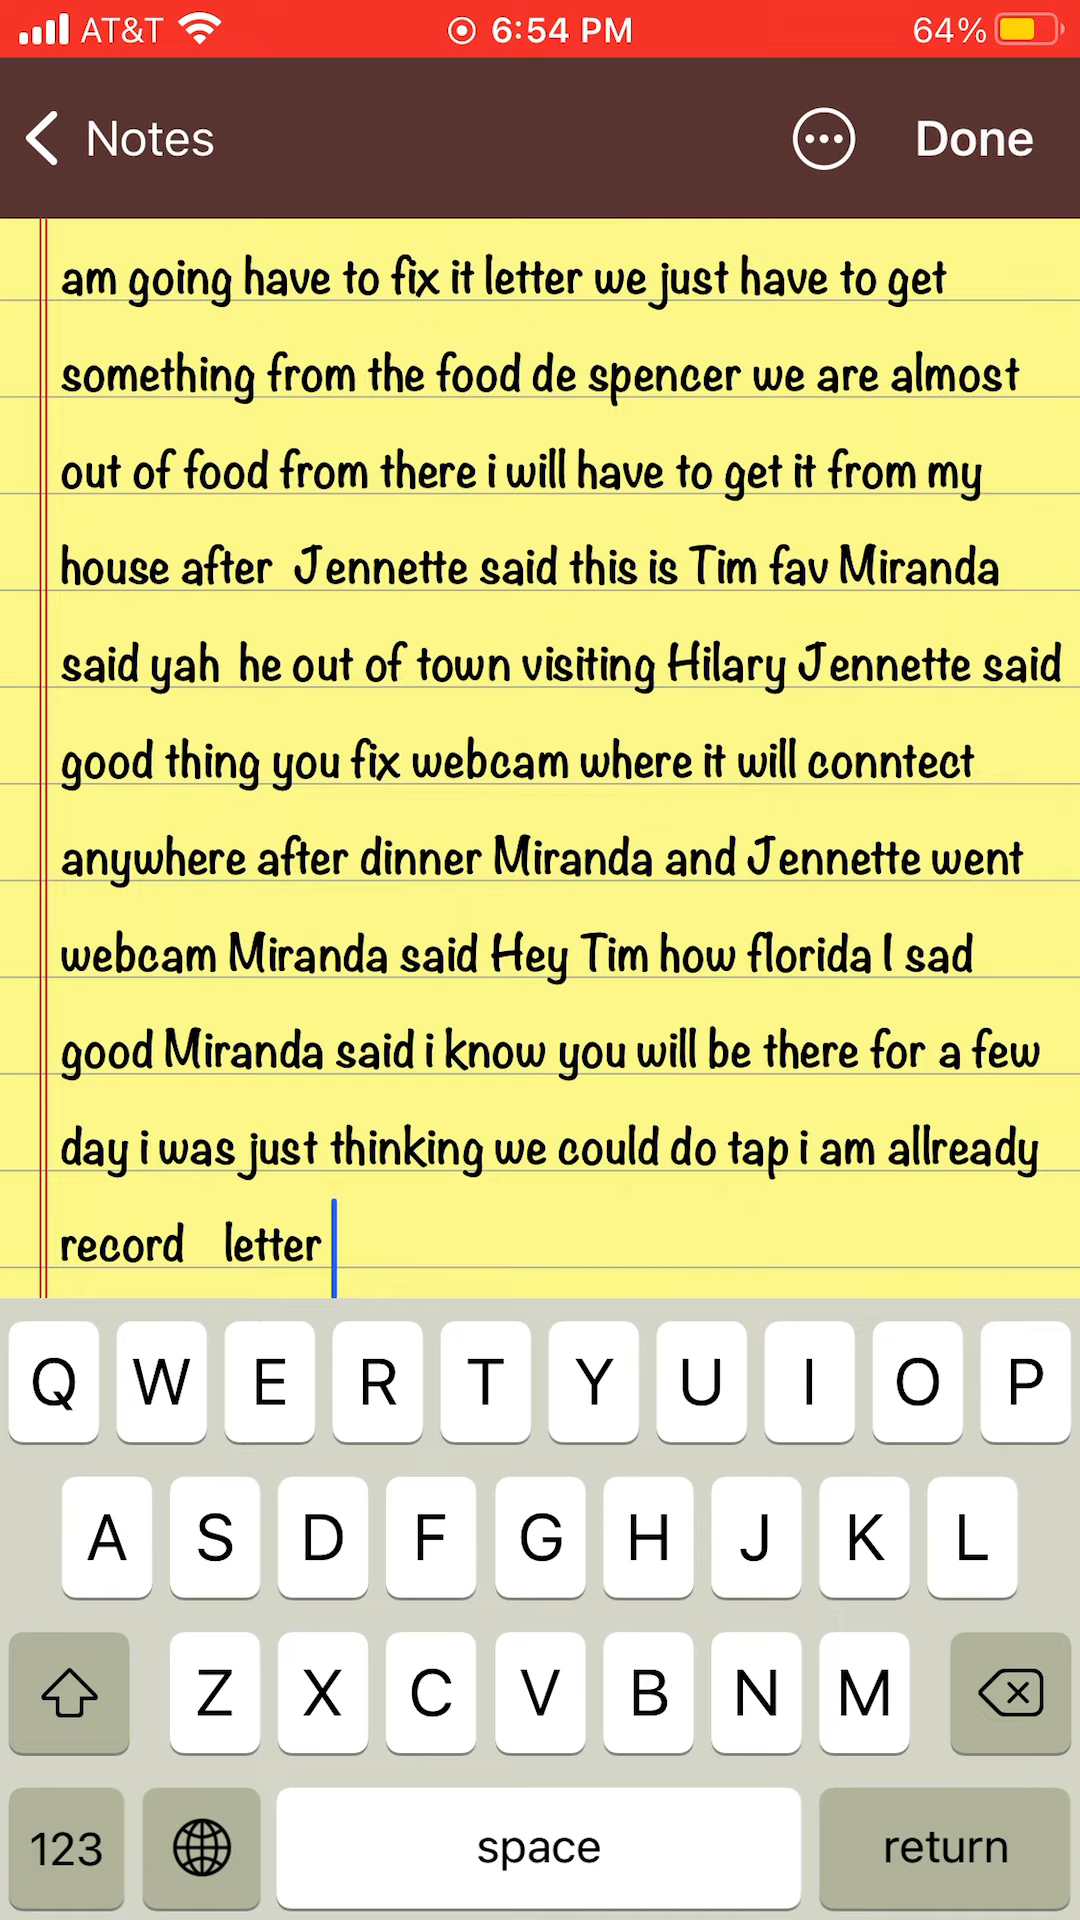 AT&T 6:54 PM 64%
Notes Done
am going have to fix it letter we just have to get
something from the food de spencer we are almost
out of food from there i will have to get it from my
house after Jennette said this is Tim fav Miranda
said yah he out of town visiting Hilary Jennette said
good thing you fix webcam where it will conntect
anywhere after dinner Miranda and Jennette went
webcam Miranda said Hey Tim how florida I sad
good Miranda said i know you will be there for a few
day i was just thinking we could do tap i am allready
record letter
Q W E R T Y U I O P
A S D F G H J K L
Z X C V B N M
123 space return